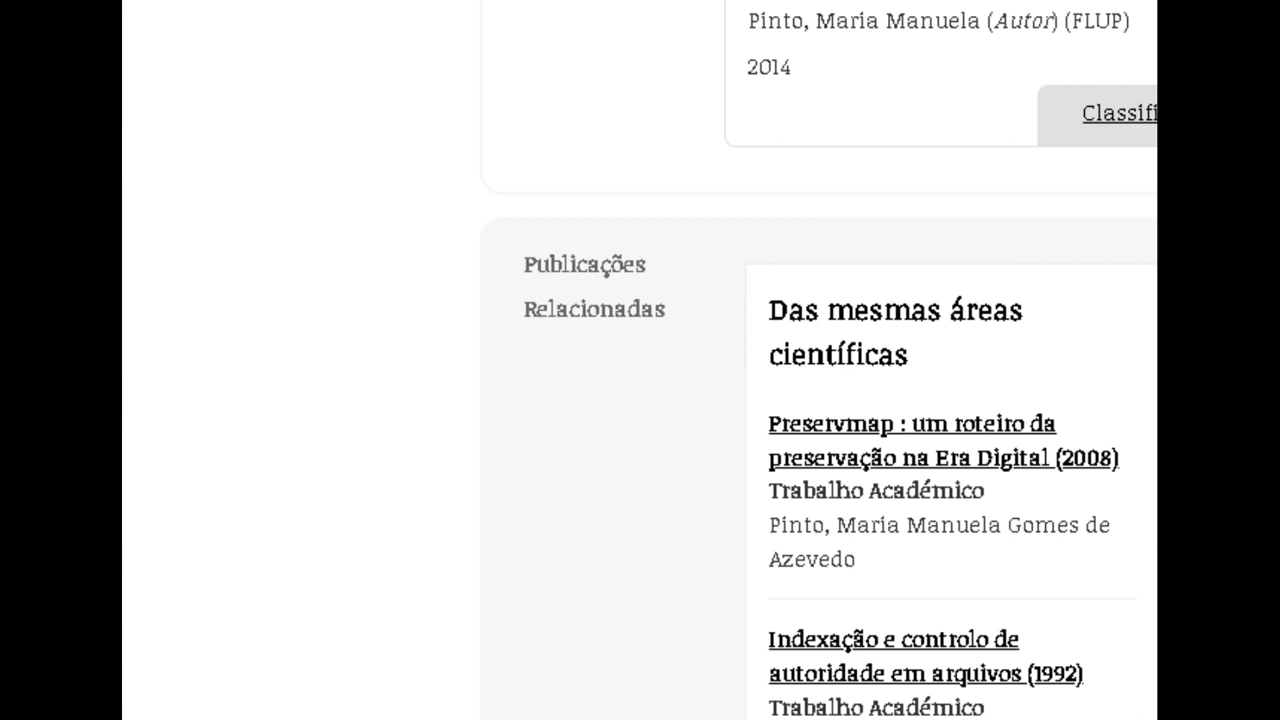 Pinto, Maria Manuela (Autor) (FLUP)
2014
Classifi
Publicações
Relacionadas
Das mesmas áreas
científicas
Preservmap : um roteiro da
preservação na Era Digital (2008)
Trabalho Académico
Pinto, Maria Manuela Gomes de
Azevedo
Indexação e controlo de
autoridade em arquivos (1992)
Trabalho Académico